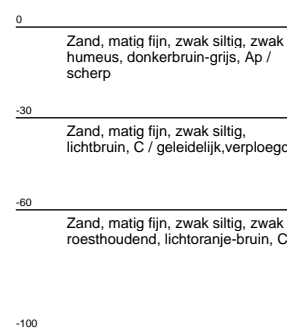 0
Zand, matig fijn, zwak siltig, zwak
humeus, donkerbruin-grijs, Ap /
scherp
-30
Zand, matig fijn, zwak siltig,
lichtbruin, C / geleidelijk,verploegd
-60
Zand, matig fijn, zwak siltig, zwak
roesthoudend, lichtoranje-bruin, C
-100